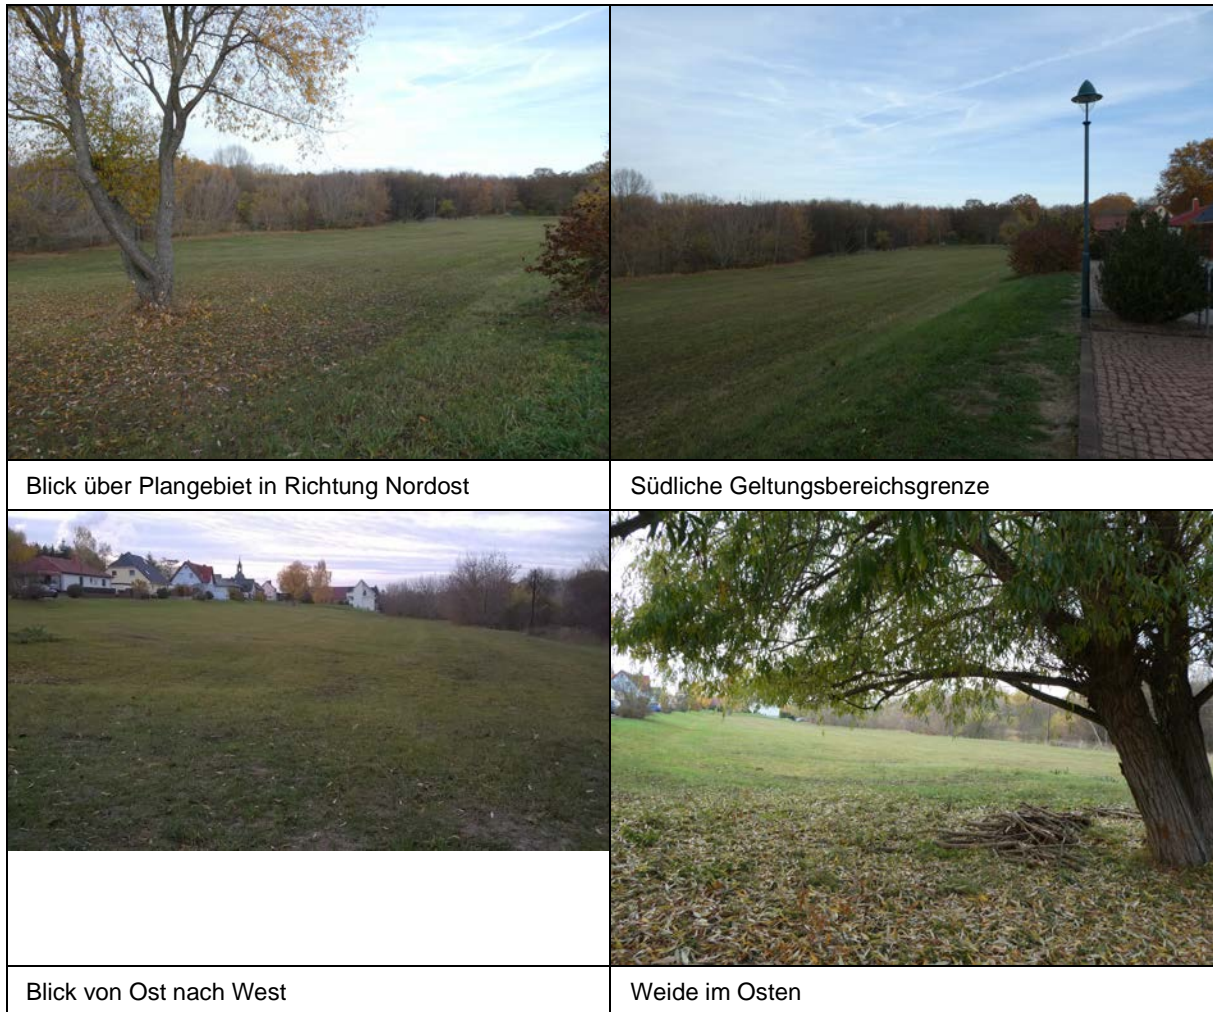 Blick über Plangebiet in Richtung Nordost
Südliche Geltungsbereichsgrenze
Blick von Ost nach West
Weide im Osten